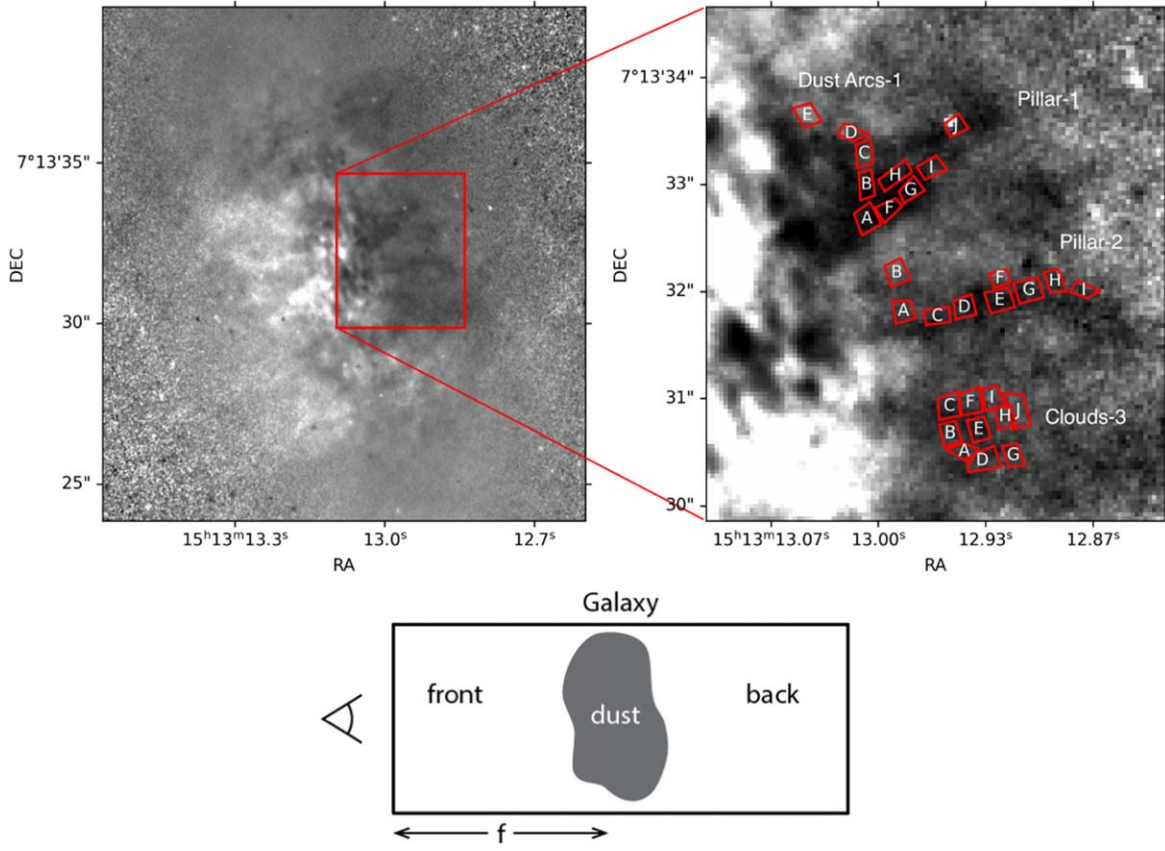 7°13'35"
30"
25"
DEC
15ʰ13ᵐ13.3ˢ 13.0ˢ 12.7ˢ
RA
7°13'34"
33"
32"
31"
30"
DEC
Dust Arcs-1
Pillar-1
E
D
J
C
B
H
I
G
A
F
Pillar-2
B
F
H
A
C
D
E
G
I
Clouds-3
C
F
I
H
J
B
E
A
D
G
15ʰ13ᵐ13.07ˢ 13.00ˢ 12.93ˢ 12.87ˢ
RA
Galaxy
front
dust
back
f